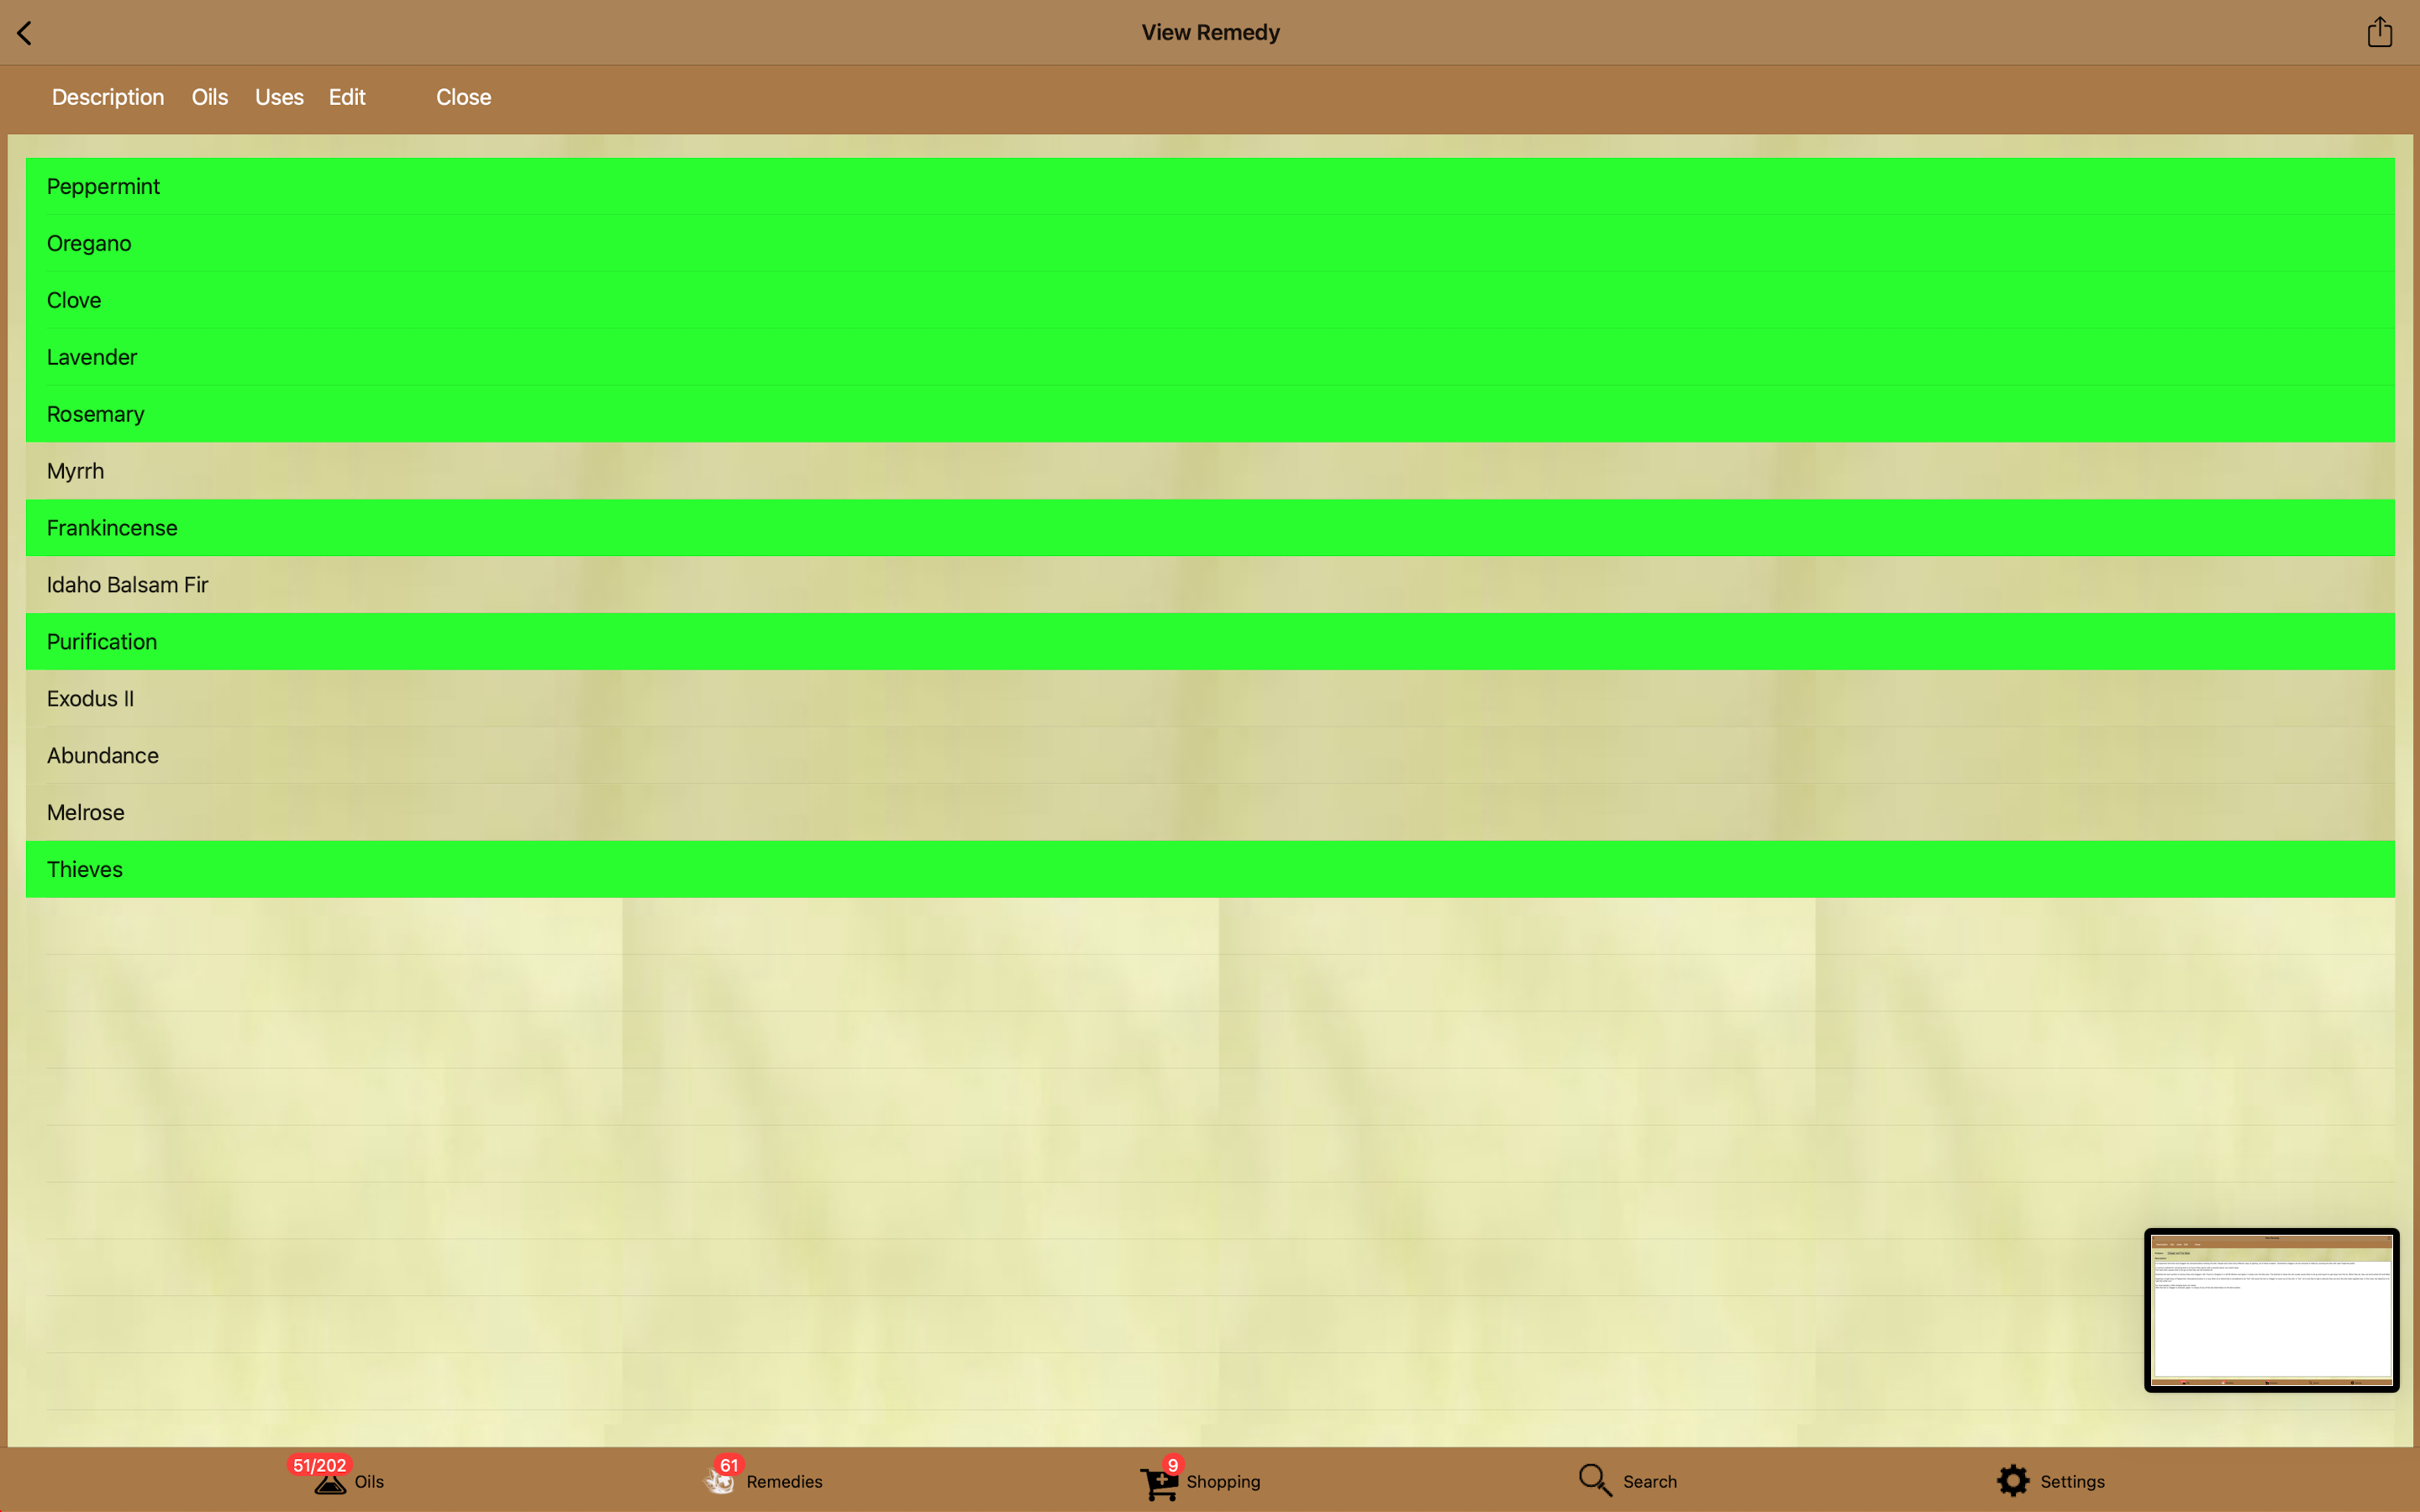 View Remedy
Description Oils Uses Edit Close
Peppermint
Oregano
Clove
Lavender
Rosemary
Myrrh
Frankincense
Idaho Balsam Fir
Purification
Exodus II
Abundance
Melrose
Thieves
51/202 Oils
61 Remedies
9 Shopping
Search
Settings